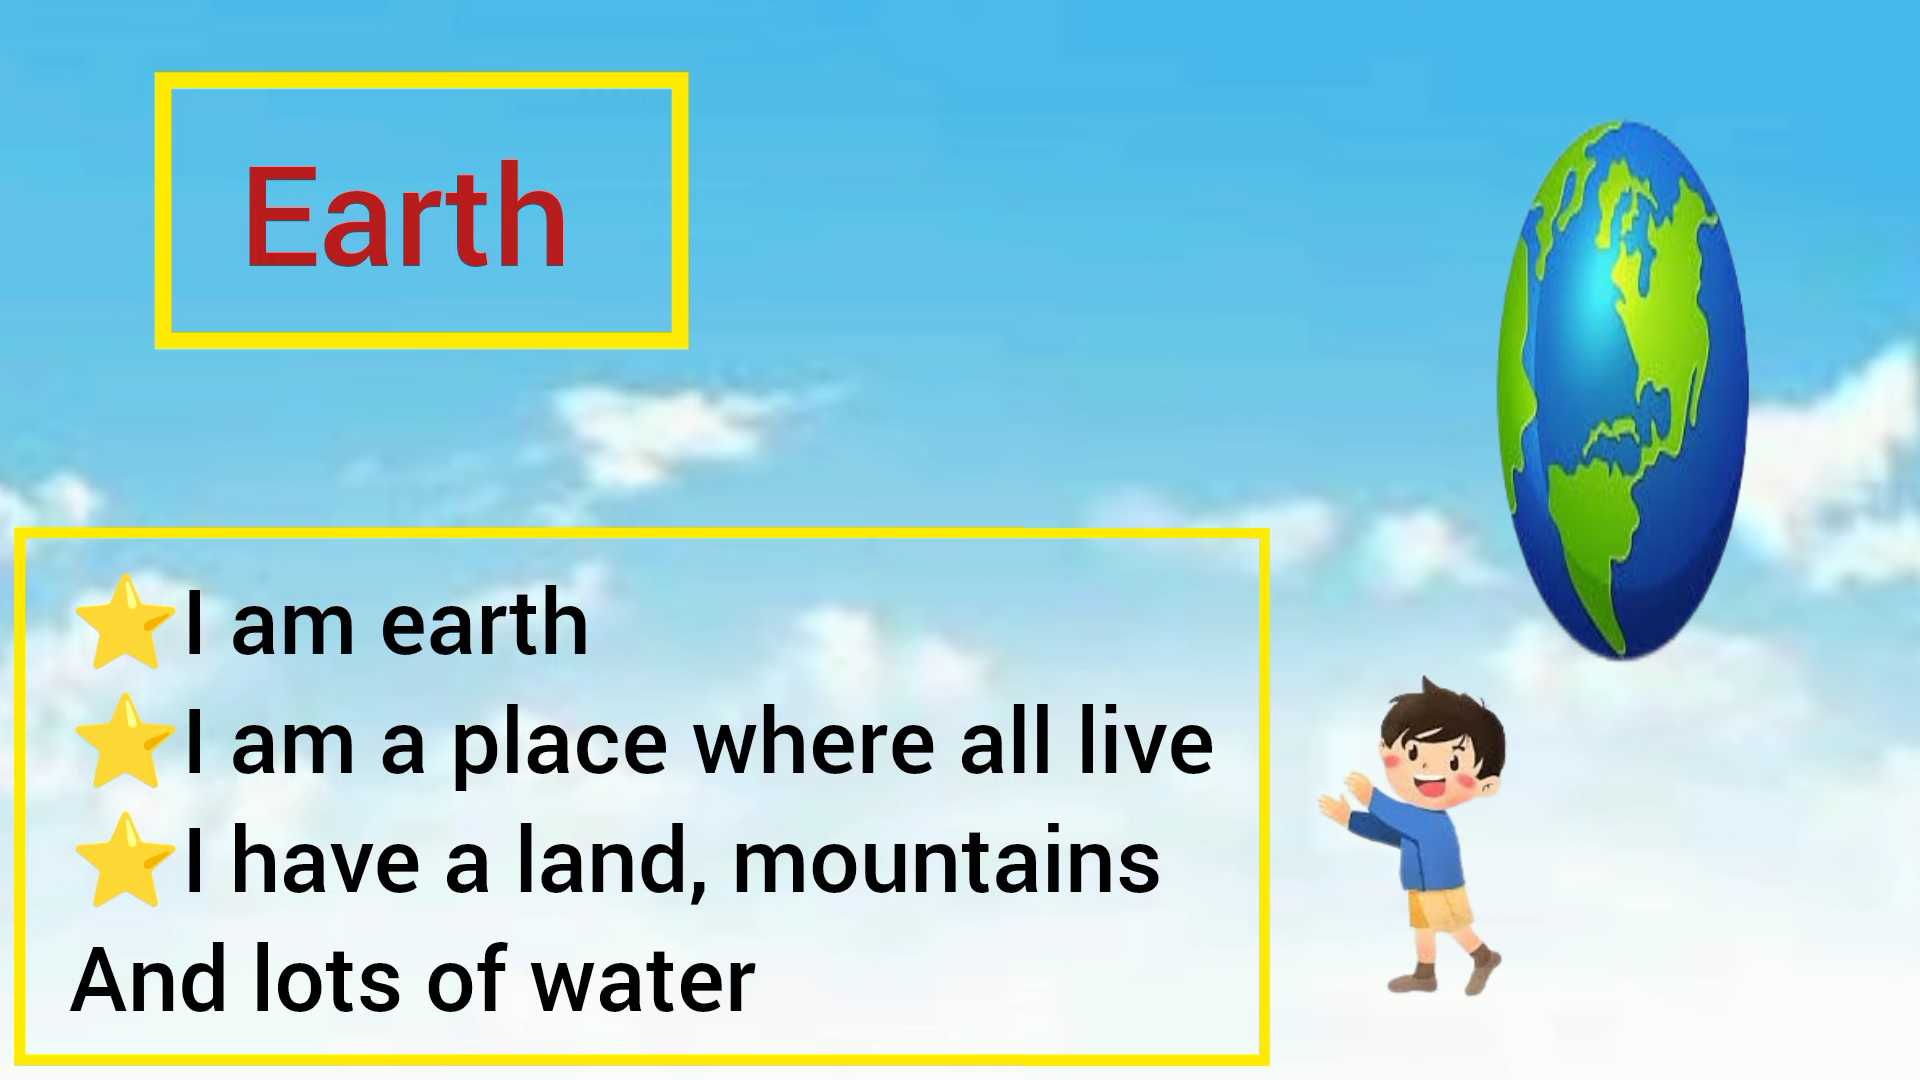 Earth
⭐I am earth
⭐I am a place where all live
⭐I have a land, mountains
And lots of water